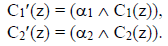 C1′(z) = (α1 ∧ C1(z)),
C2′(z) = (α2 ∧ C2(z)).